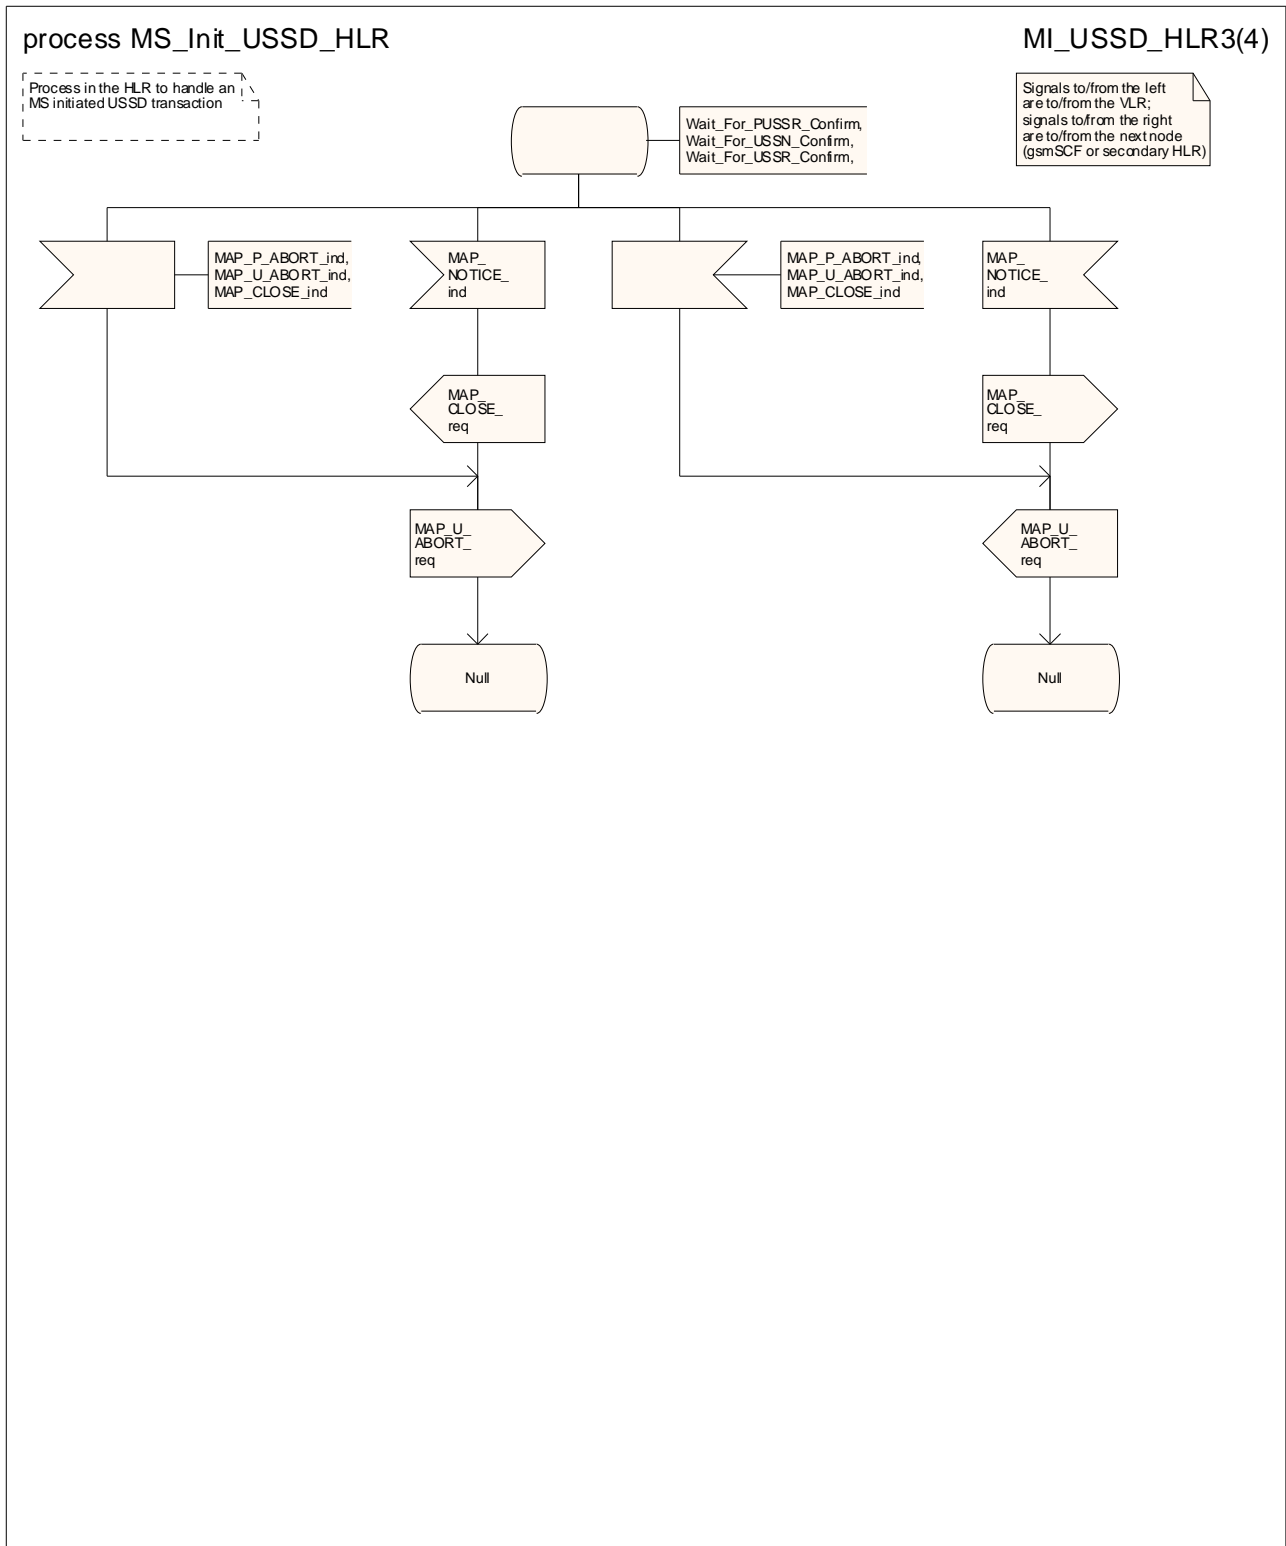 process MS_Init_USSD_HLR
MI_USSD_HLR3(4)
Process in the HLR to handle an
MS initiated USSD transaction
Signals to/from the left
are to/from the VLR;
signals to/from the right
are to/from the next node
(gsmSCF or secondary HLR)
Wait_For_PUSSR_Confirm,
Wait_For_USSN_Confirm,
Wait_For_USSR_Confirm,
MAP_P_ABORT_ind,
MAP_U_ABORT_ind,
MAP_CLOSE_ind
MAP_
NOTICE_
ind
MAP_P_ABORT_ind,
MAP_U_ABORT_ind,
MAP_CLOSE_ind
MAP_
NOTICE_
ind
MAP_
CLOSE_
req
MAP_
CLOSE_
req
MAP_U_
ABORT_
req
MAP_U_
ABORT_
req
Null
Null